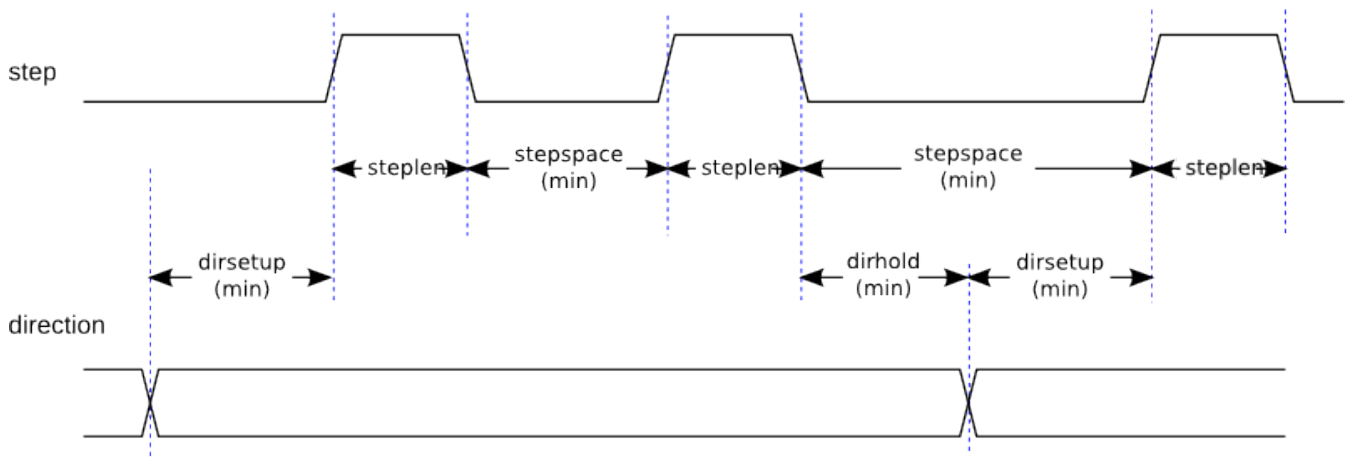 step
steplen
stepspace
(min)
steplen
stepspace
(min)
steplen
dirsetup
(min)
dirhold
(min)
dirsetup
(min)
direction